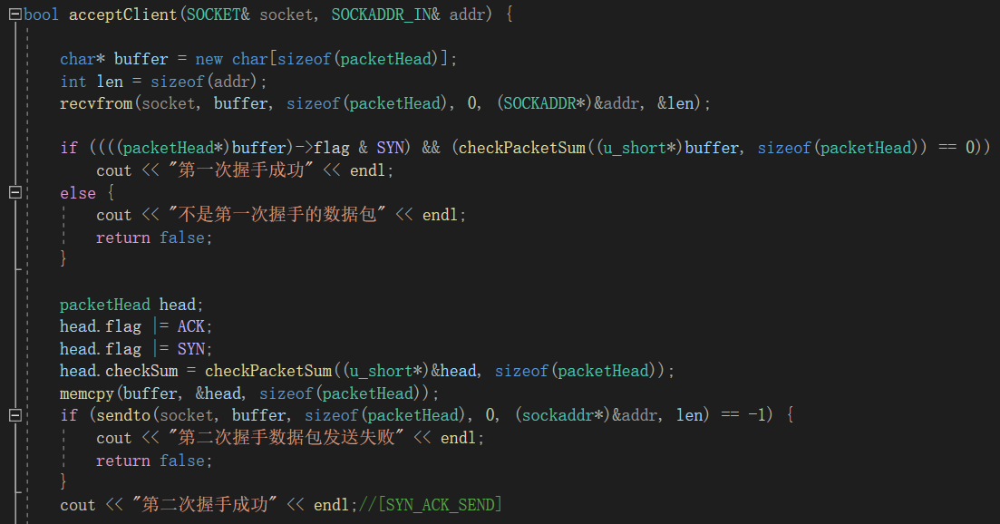 bool acceptClient(SOCKET& socket, SOCKADDR_IN& addr) {
char* buffer = new char[sizeof(packetHead)];
int len = sizeof(addr);
recvfrom(socket, buffer, sizeof(packetHead), 0, (SOCKADDR*)&addr, &len);
if ((((packetHead*)buffer)->flag & SYN) && (checkPacketSum((u_short*)buffer, sizeof(packetHead)) == 0))
cout << "第一次握手成功" << endl;
else {
cout << "不是第一次握手的数据包" << endl;
return false;
}
packetHead head;
head.flag |= ACK;
head.flag |= SYN;
head.checkSum = checkPacketSum((u_short*)&head, sizeof(packetHead));
memcpy(buffer, &head, sizeof(packetHead));
if (sendto(socket, buffer, sizeof(packetHead), 0, (sockaddr*)&addr, len) == -1) {
cout << "第二次握手数据包发送失败" << endl;
return false;
}
cout << "第二次握手成功" << endl;//[SYN_ACK_SEND]